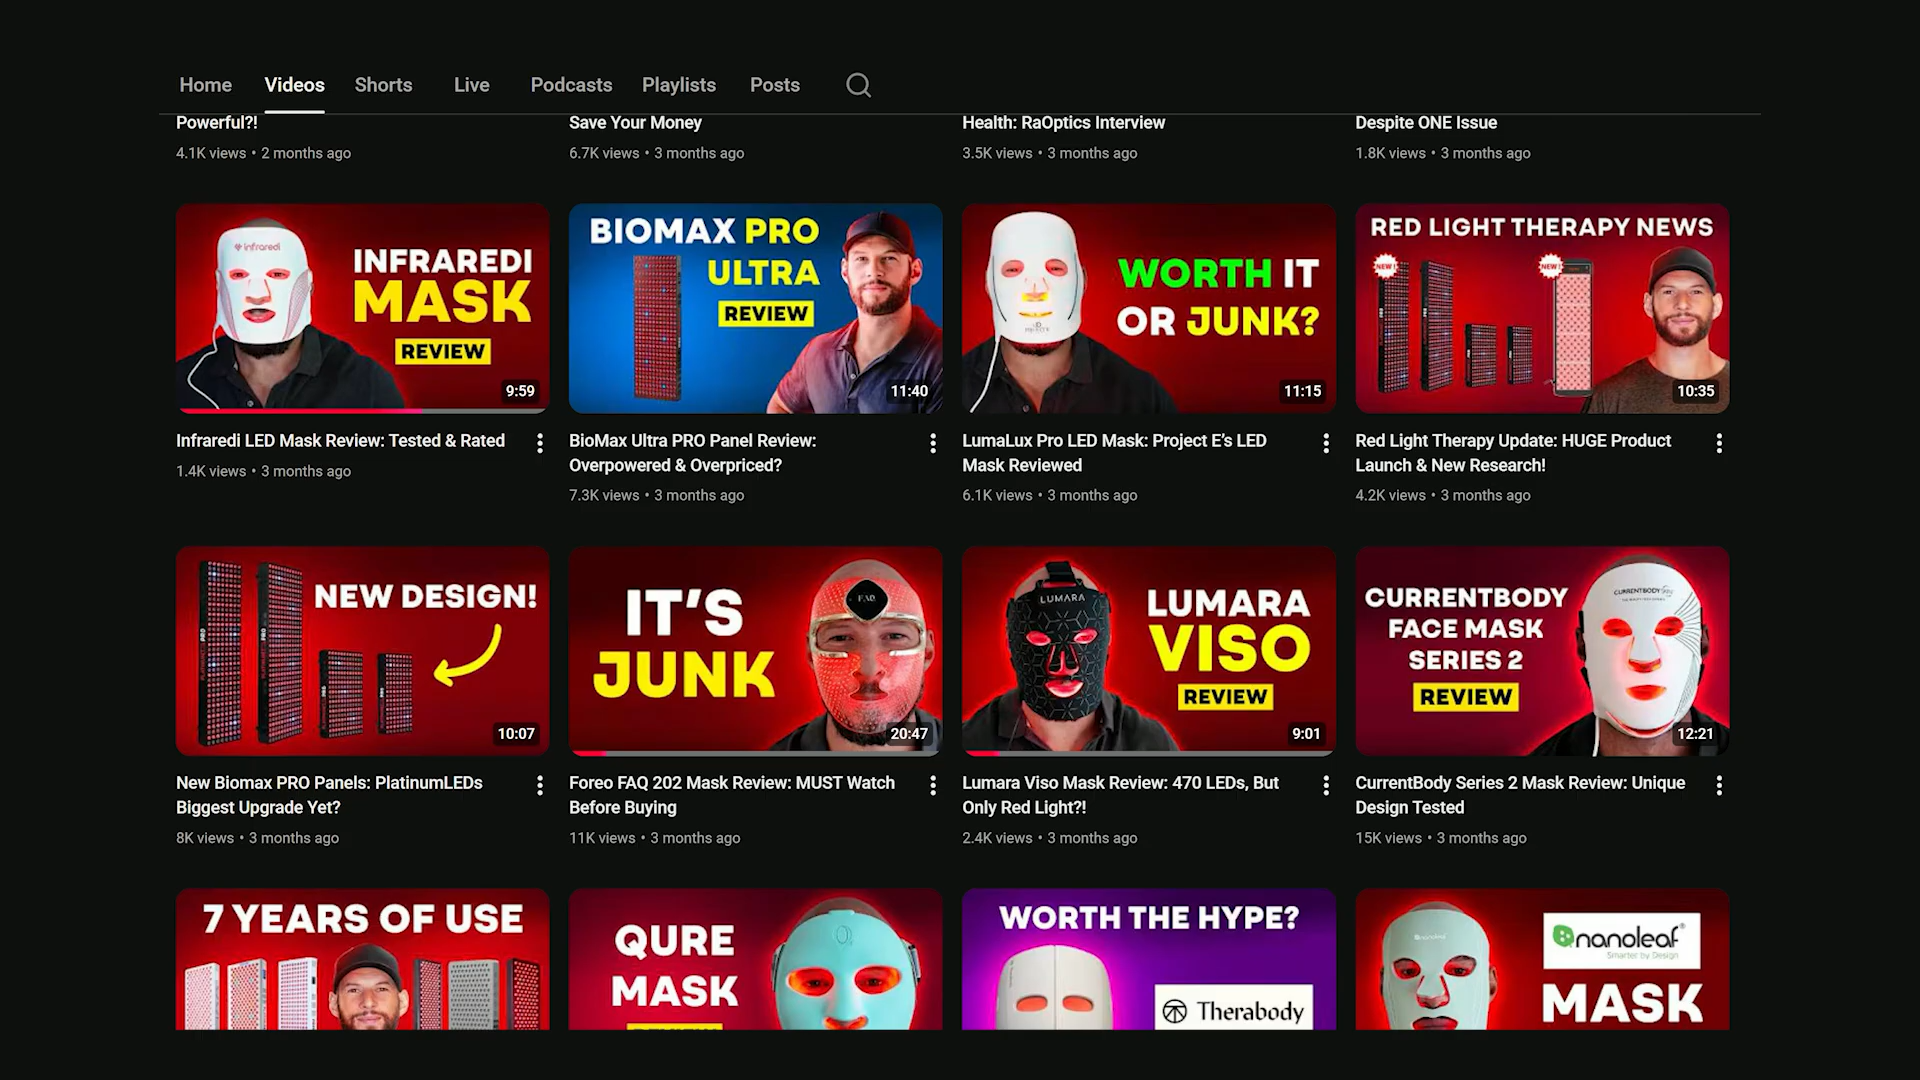 Home Videos Shorts Live Podcasts Playlists Posts
Powerful?!
4.1K views • 2 months ago
Save Your Money
6.7K views • 3 months ago
Health: RaOptics Interview
3.5K views • 3 months ago
Despite ONE Issue
1.8K views • 3 months ago
infraredi
INFRAREDI
MASK
REVIEW
9:59
Infraredi LED Mask Review: Tested & Rated
1.4K views • 3 months ago
BIOMAX PRO
ULTRA
REVIEW
11:40
BioMax Ultra PRO Panel Review:
Overpowered & Overpriced?
7.3K views • 3 months ago
WORTH IT
OR JUNK?
11:15
LumaLux Pro LED Mask: Project E's LED
Mask Reviewed
6.1K views • 3 months ago
RED LIGHT THERAPY NEWS
NEW!
NEW!
10:35
Red Light Therapy Update: HUGE Product
Launch & New Research!
4.2K views • 3 months ago
NEW DESIGN!
PRO
PRO
10:07
New Biomax PRO Panels: PlatinumLEDs
Biggest Upgrade Yet?
8K views • 3 months ago
IT'S
JUNK
FAQ
20:47
Foreo FAQ 202 Mask Review: MUST Watch
Before Buying
11K views • 3 months ago
LUMARA
LUMARA
VISO
REVIEW
9:01
Lumara Viso Mask Review: 470 LEDs, But
Only Red Light?!
2.4K views • 3 months ago
CURRENTBODY
FACE MASK
SERIES 2
REVIEW
CURRENTBODY
12:21
CurrentBody Series 2 Mask Review: Unique
Design Tested
15K views • 3 months ago
7 YEARS OF USE
QURE
MASK
WORTH THE HYPE?
Therabody
nanoleaf
Smarter by Design
MASK